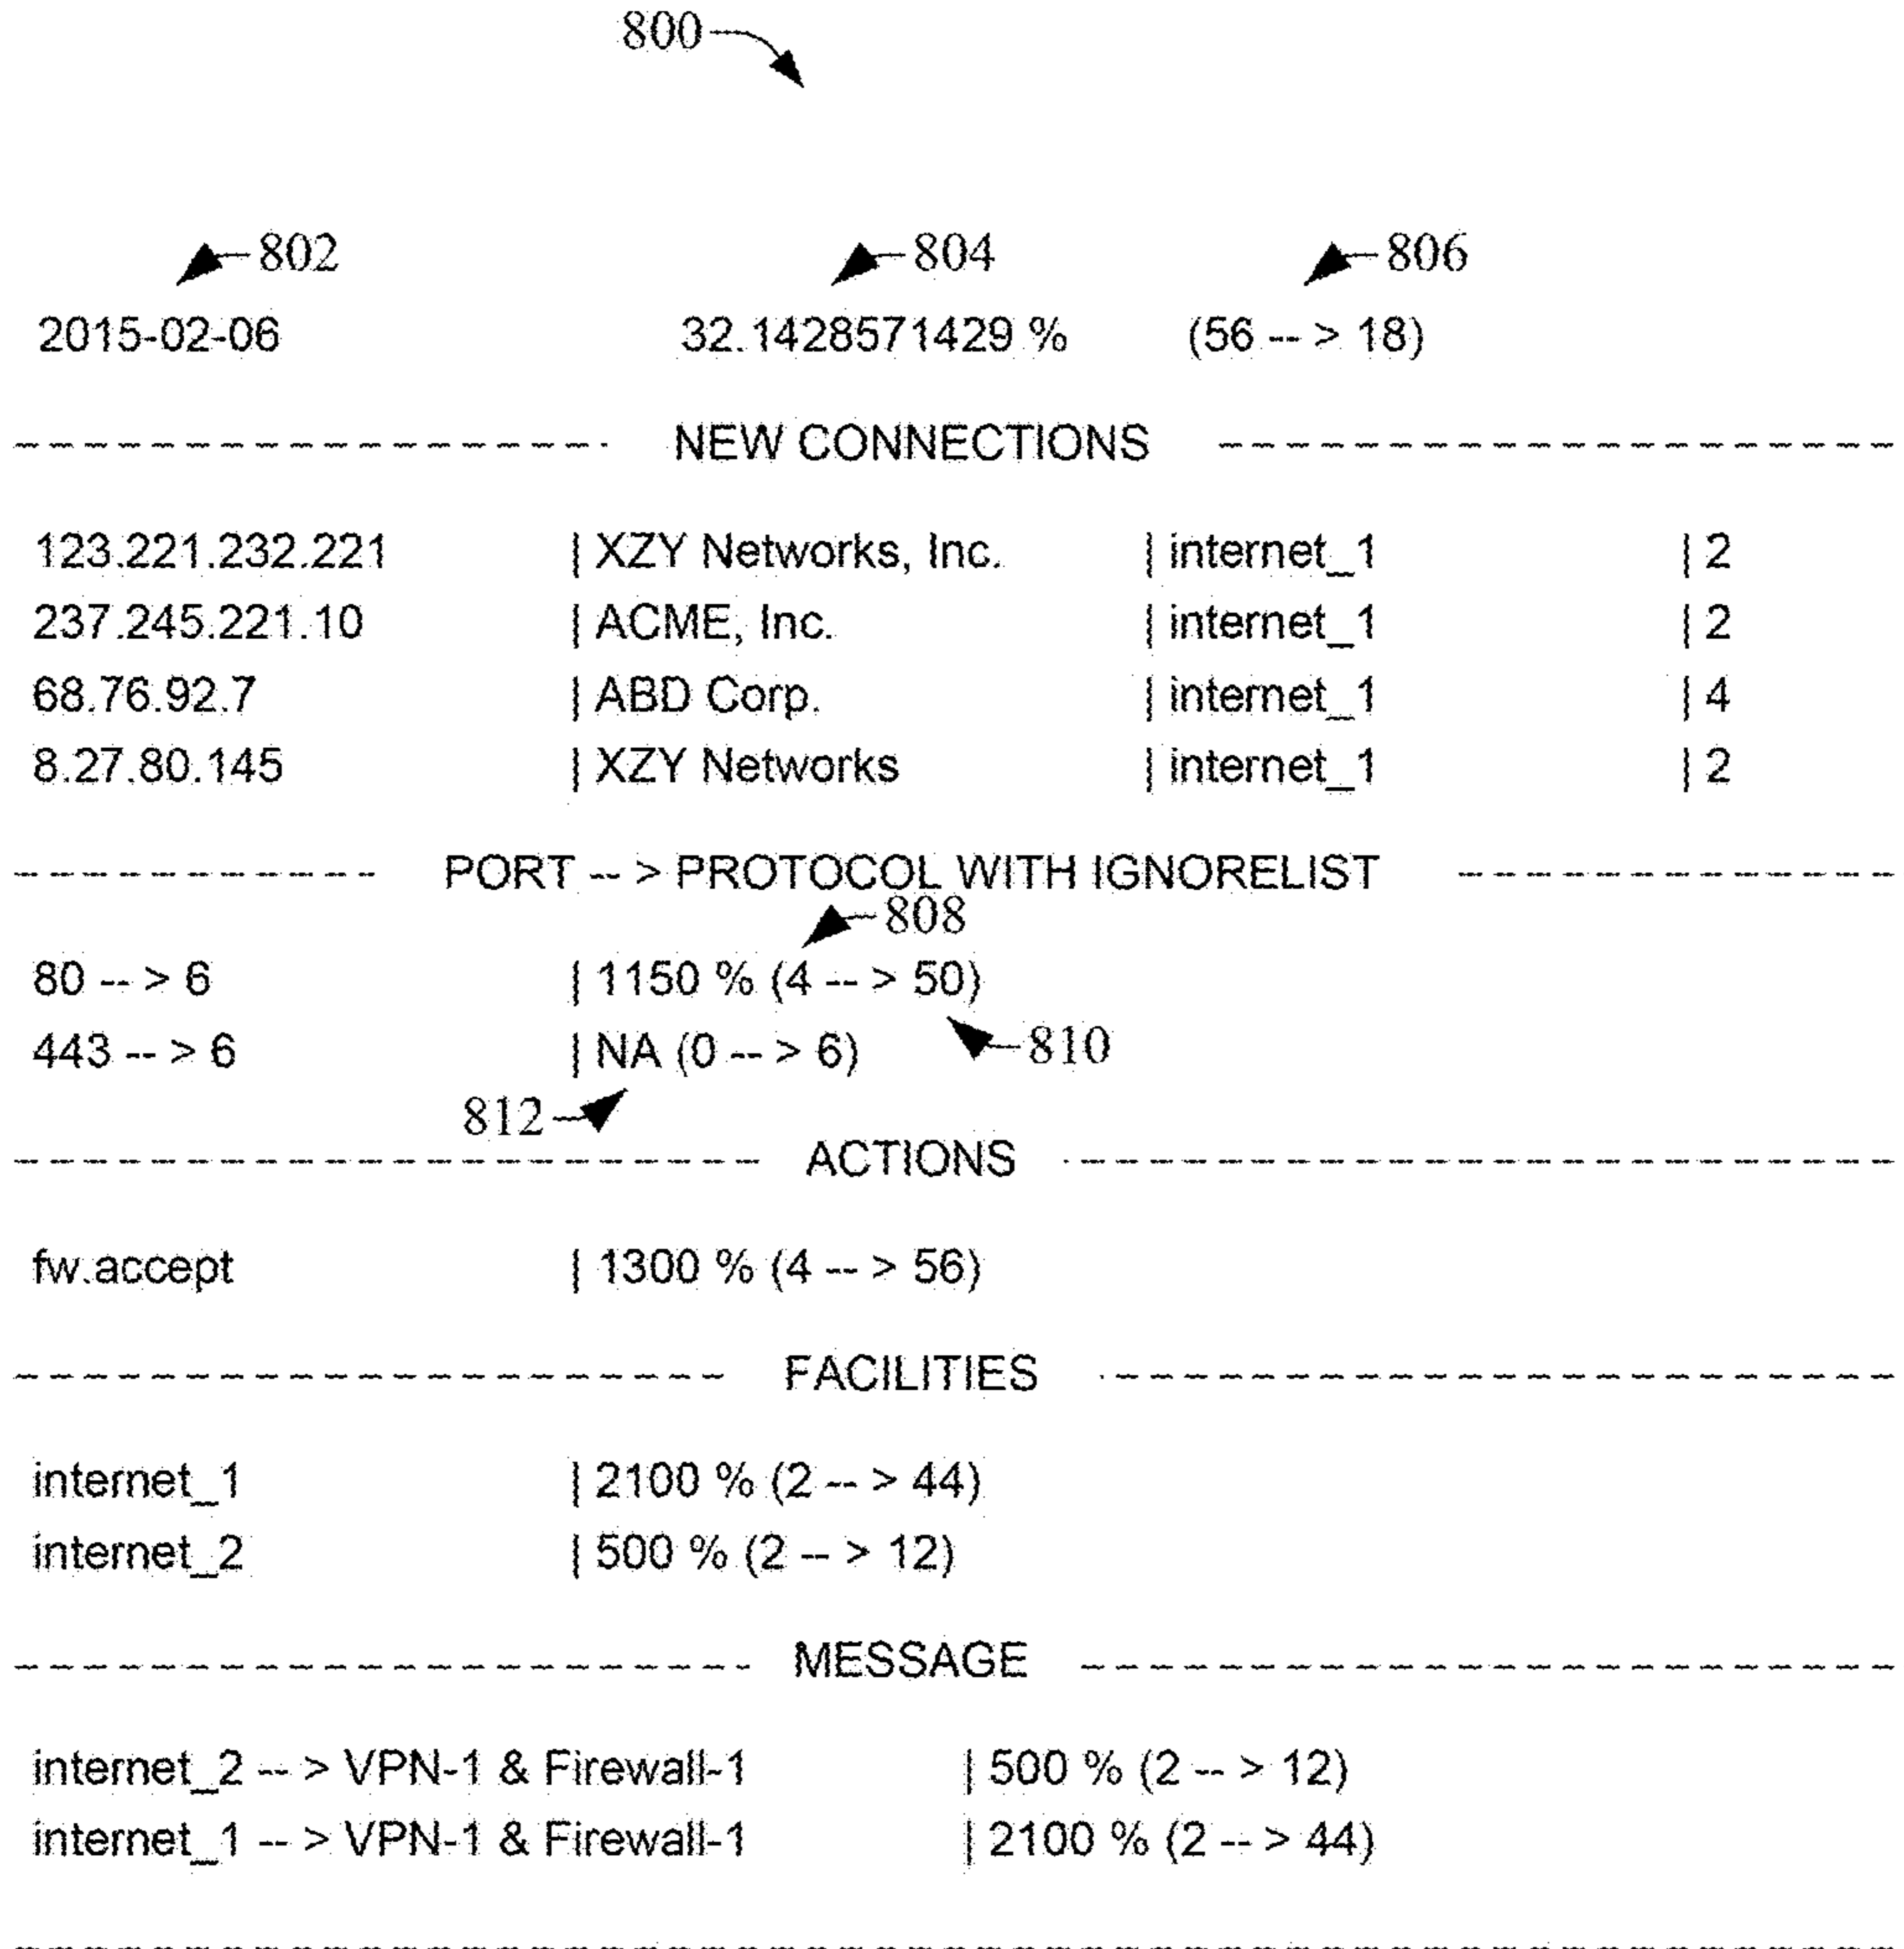 800
802 804 806
2015-02-06 32.1428571429 % (56 -- > 18)
NEW CONNECTIONS
123.221.232.221 | XZY Networks, Inc. | internet_1 | 2
237.245.221.10 | ACME, Inc. | internet_1 | 2
68.76.92.7 | ABD Corp. | internet_1 | 4
8.27.80.145 | XZY Networks | internet_1 | 2
PORT -- > PROTOCOL WITH IGNORELIST
808
80 -- > 6 | 1150 % (4 -- > 50)
443 -- > 6 | NA (0 -- > 6) 810
812
ACTIONS
fw.accept | 1300 % (4 -- > 56)
FACILITIES
internet_1 | 2100 % (2 -- > 44)
internet_2 | 500 % (2 -- > 12)
MESSAGE
internet_2 -- > VPN-1 & Firewall-1 | 500 % (2 -- > 12)
internet_1 -- > VPN-1 & Firewall-1 | 2100 % (2 -- > 44)